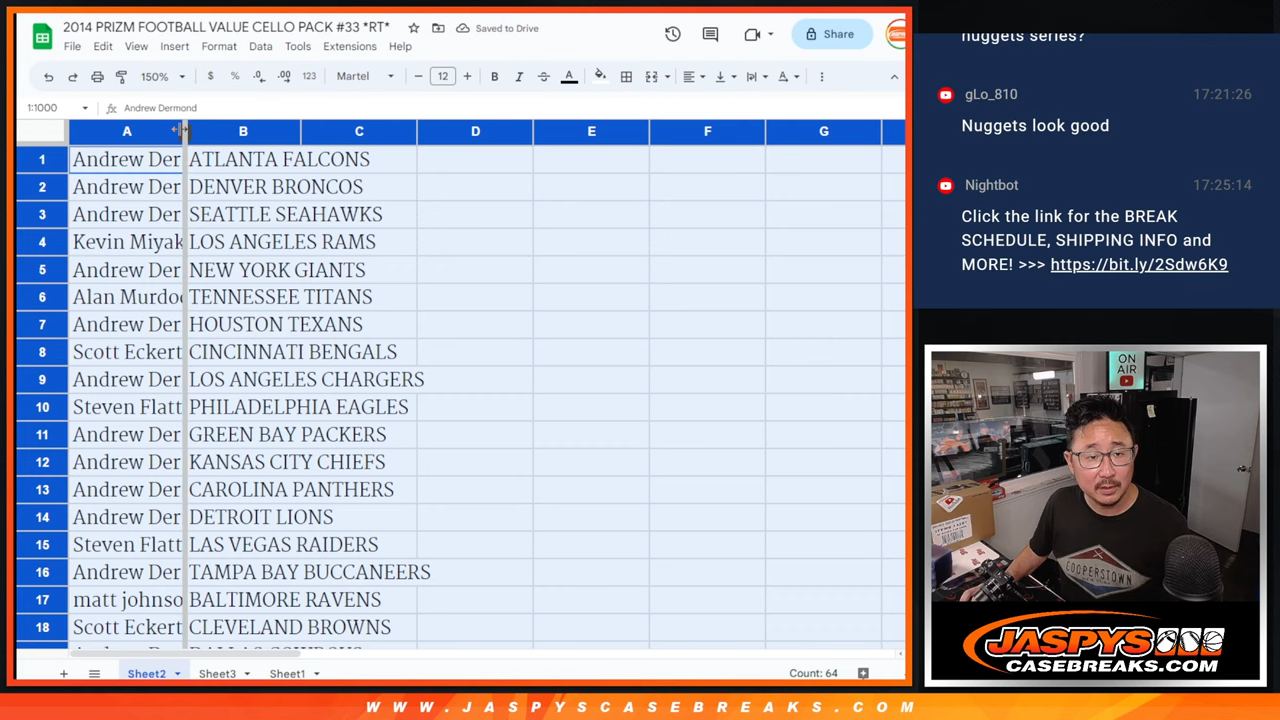 2014 PRIZM FOOTBALL VALUE CELLO PACK #33 *RT*
Saved to Drive
File Edit View Insert Format Data Tools Extensions Help
Share
150% $ % .0 .00 123 Martel 12 B I A
1:1000 fx Andrew Dermond
A B C D E F G
1 Andrew Der ATLANTA FALCONS
2 Andrew Der DENVER BRONCOS
3 Andrew Der SEATTLE SEAHAWKS
4 Kevin Miyak LOS ANGELES RAMS
5 Andrew Der NEW YORK GIANTS
6 Alan Murdoc TENNESSEE TITANS
7 Andrew Der HOUSTON TEXANS
8 Scott Eckert CINCINNATI BENGALS
9 Andrew Der LOS ANGELES CHARGERS
10 Steven Flatt PHILADELPHIA EAGLES
11 Andrew Der GREEN BAY PACKERS
12 Andrew Der KANSAS CITY CHIEFS
13 Andrew Der CAROLINA PANTHERS
14 Andrew Der DETROIT LIONS
15 Steven Flatt LAS VEGAS RAIDERS
16 Andrew Der TAMPA BAY BUCCANEERS
17 matt johnso BALTIMORE RAVENS
18 Scott Eckert CLEVELAND BROWNS
Sheet2 Sheet3 Sheet1 Count: 64
nuggets series?
gLo_810 17:21:26
Nuggets look good
Nightbot 17:25:14
Click the link for the BREAK
SCHEDULE, SHIPPING INFO and
MORE! >>> https://bit.ly/2Sdw6K9
ON
AIR
COOPERSTOWN
JASPYS
CASEBREAKS.COM
WWW.JASPYSCASEBREAKS.COM